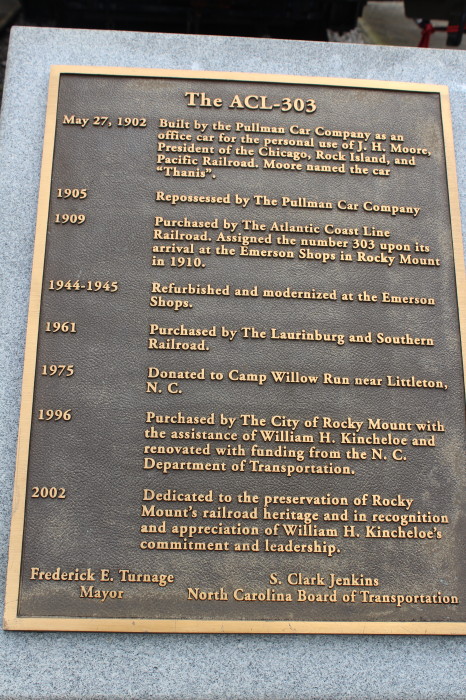 The ACL-303
May 27, 1902 Built by the Pullman Car Company as an
office car for the personal use of J. H. Moore,
President of the Chicago, Rock Island, and
Pacific Railroad. Moore named the car
"Thanis".
1905 Repossessed by The Pullman Car Company
1909 Purchased by The Atlantic Coast Line
Railroad. Assigned the number 303 upon its
arrival at the Emerson Shops in Rocky Mount
in 1910.
1944-1945 Refurbished and modernized at the Emerson
Shops.
1961 Purchased by The Laurinburg and Southern
Railroad.
1975 Donated to Camp Willow Run near Littleton,
N. C.
1996 Purchased by The City of Rocky Mount with
the assistance of William H. Kincheloe and
renovated with funding from the N. C.
Department of Transportation.
2002 Dedicated to the preservation of Rocky
Mount's railroad heritage and in recognition
and appreciation of William H. Kincheloe's
commitment and leadership.
Frederick E. Turnage S. Clark Jenkins
Mayor North Carolina Board of Transportation